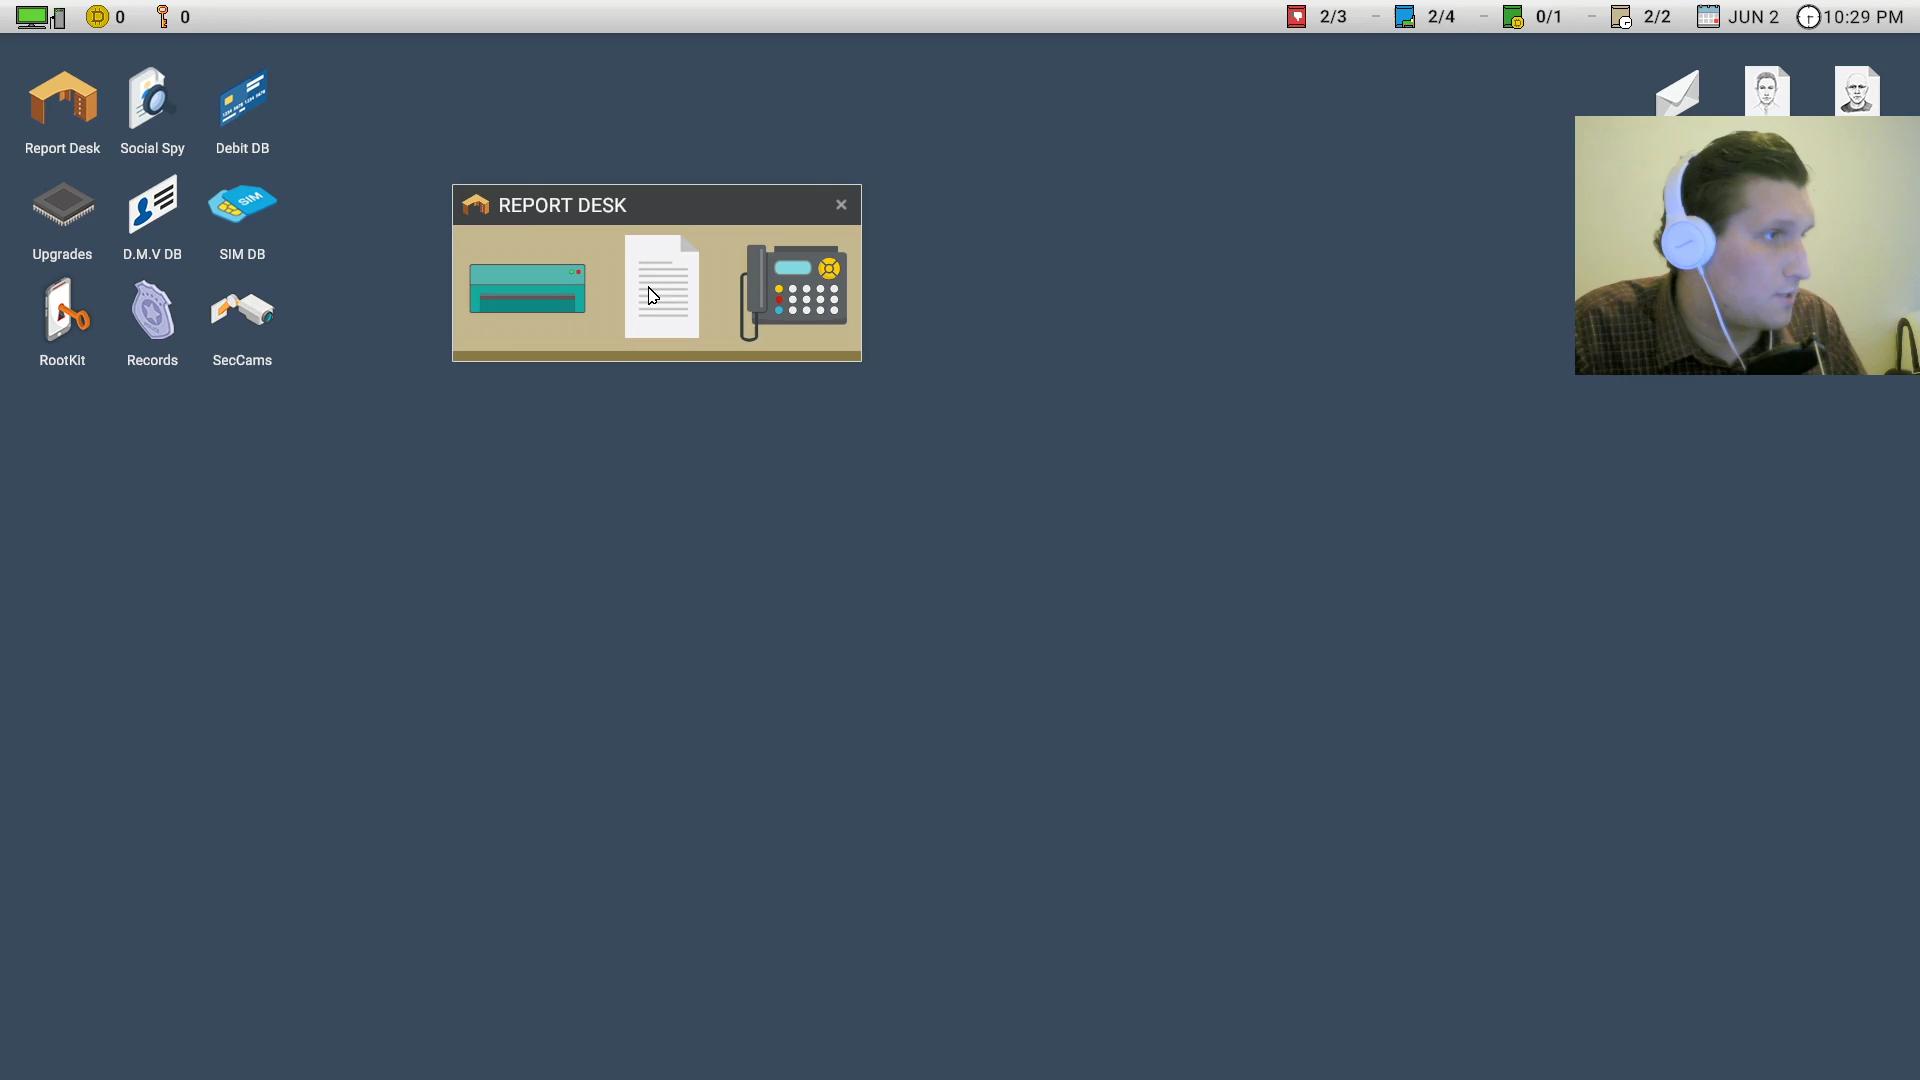 0 0 2/3 2/4 0/1 2/2 JUN 2 10:29 PM
Report Desk Social Spy Debit DB
Upgrades D.M.V DB SIM DB
SIM
RootKit Records SecCams
REPORT DESK